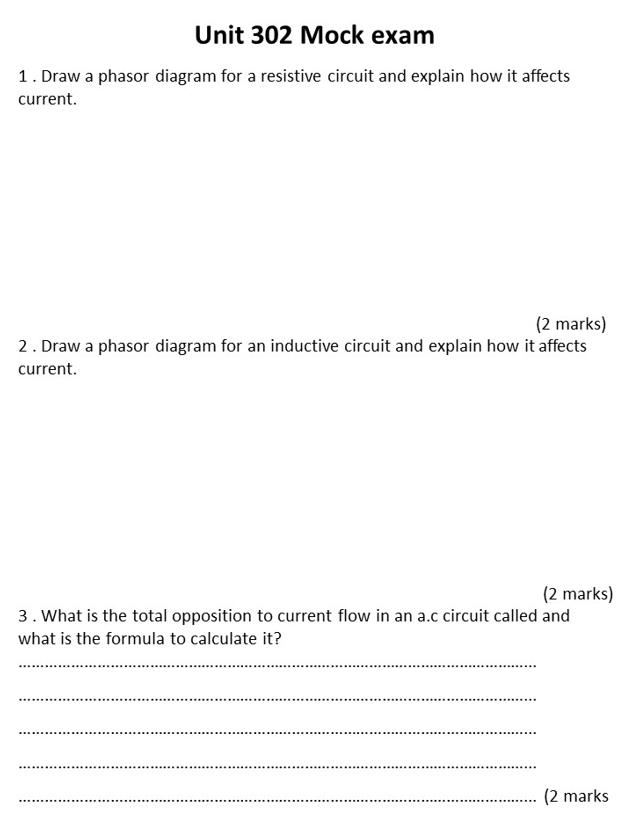 Unit 302 Mock exam
1 . Draw a phasor diagram for a resistive circuit and explain how it affects
current.
(2 marks)
2 . Draw a phasor diagram for an inductive circuit and explain how it affects
current.
(2 marks)
3 . What is the total opposition to current flow in an a.c circuit called and
what is the formula to calculate it?
........................................................................................................................
........................................................................................................................
........................................................................................................................
........................................................................................................................
........................................................................................................................ (2 marks